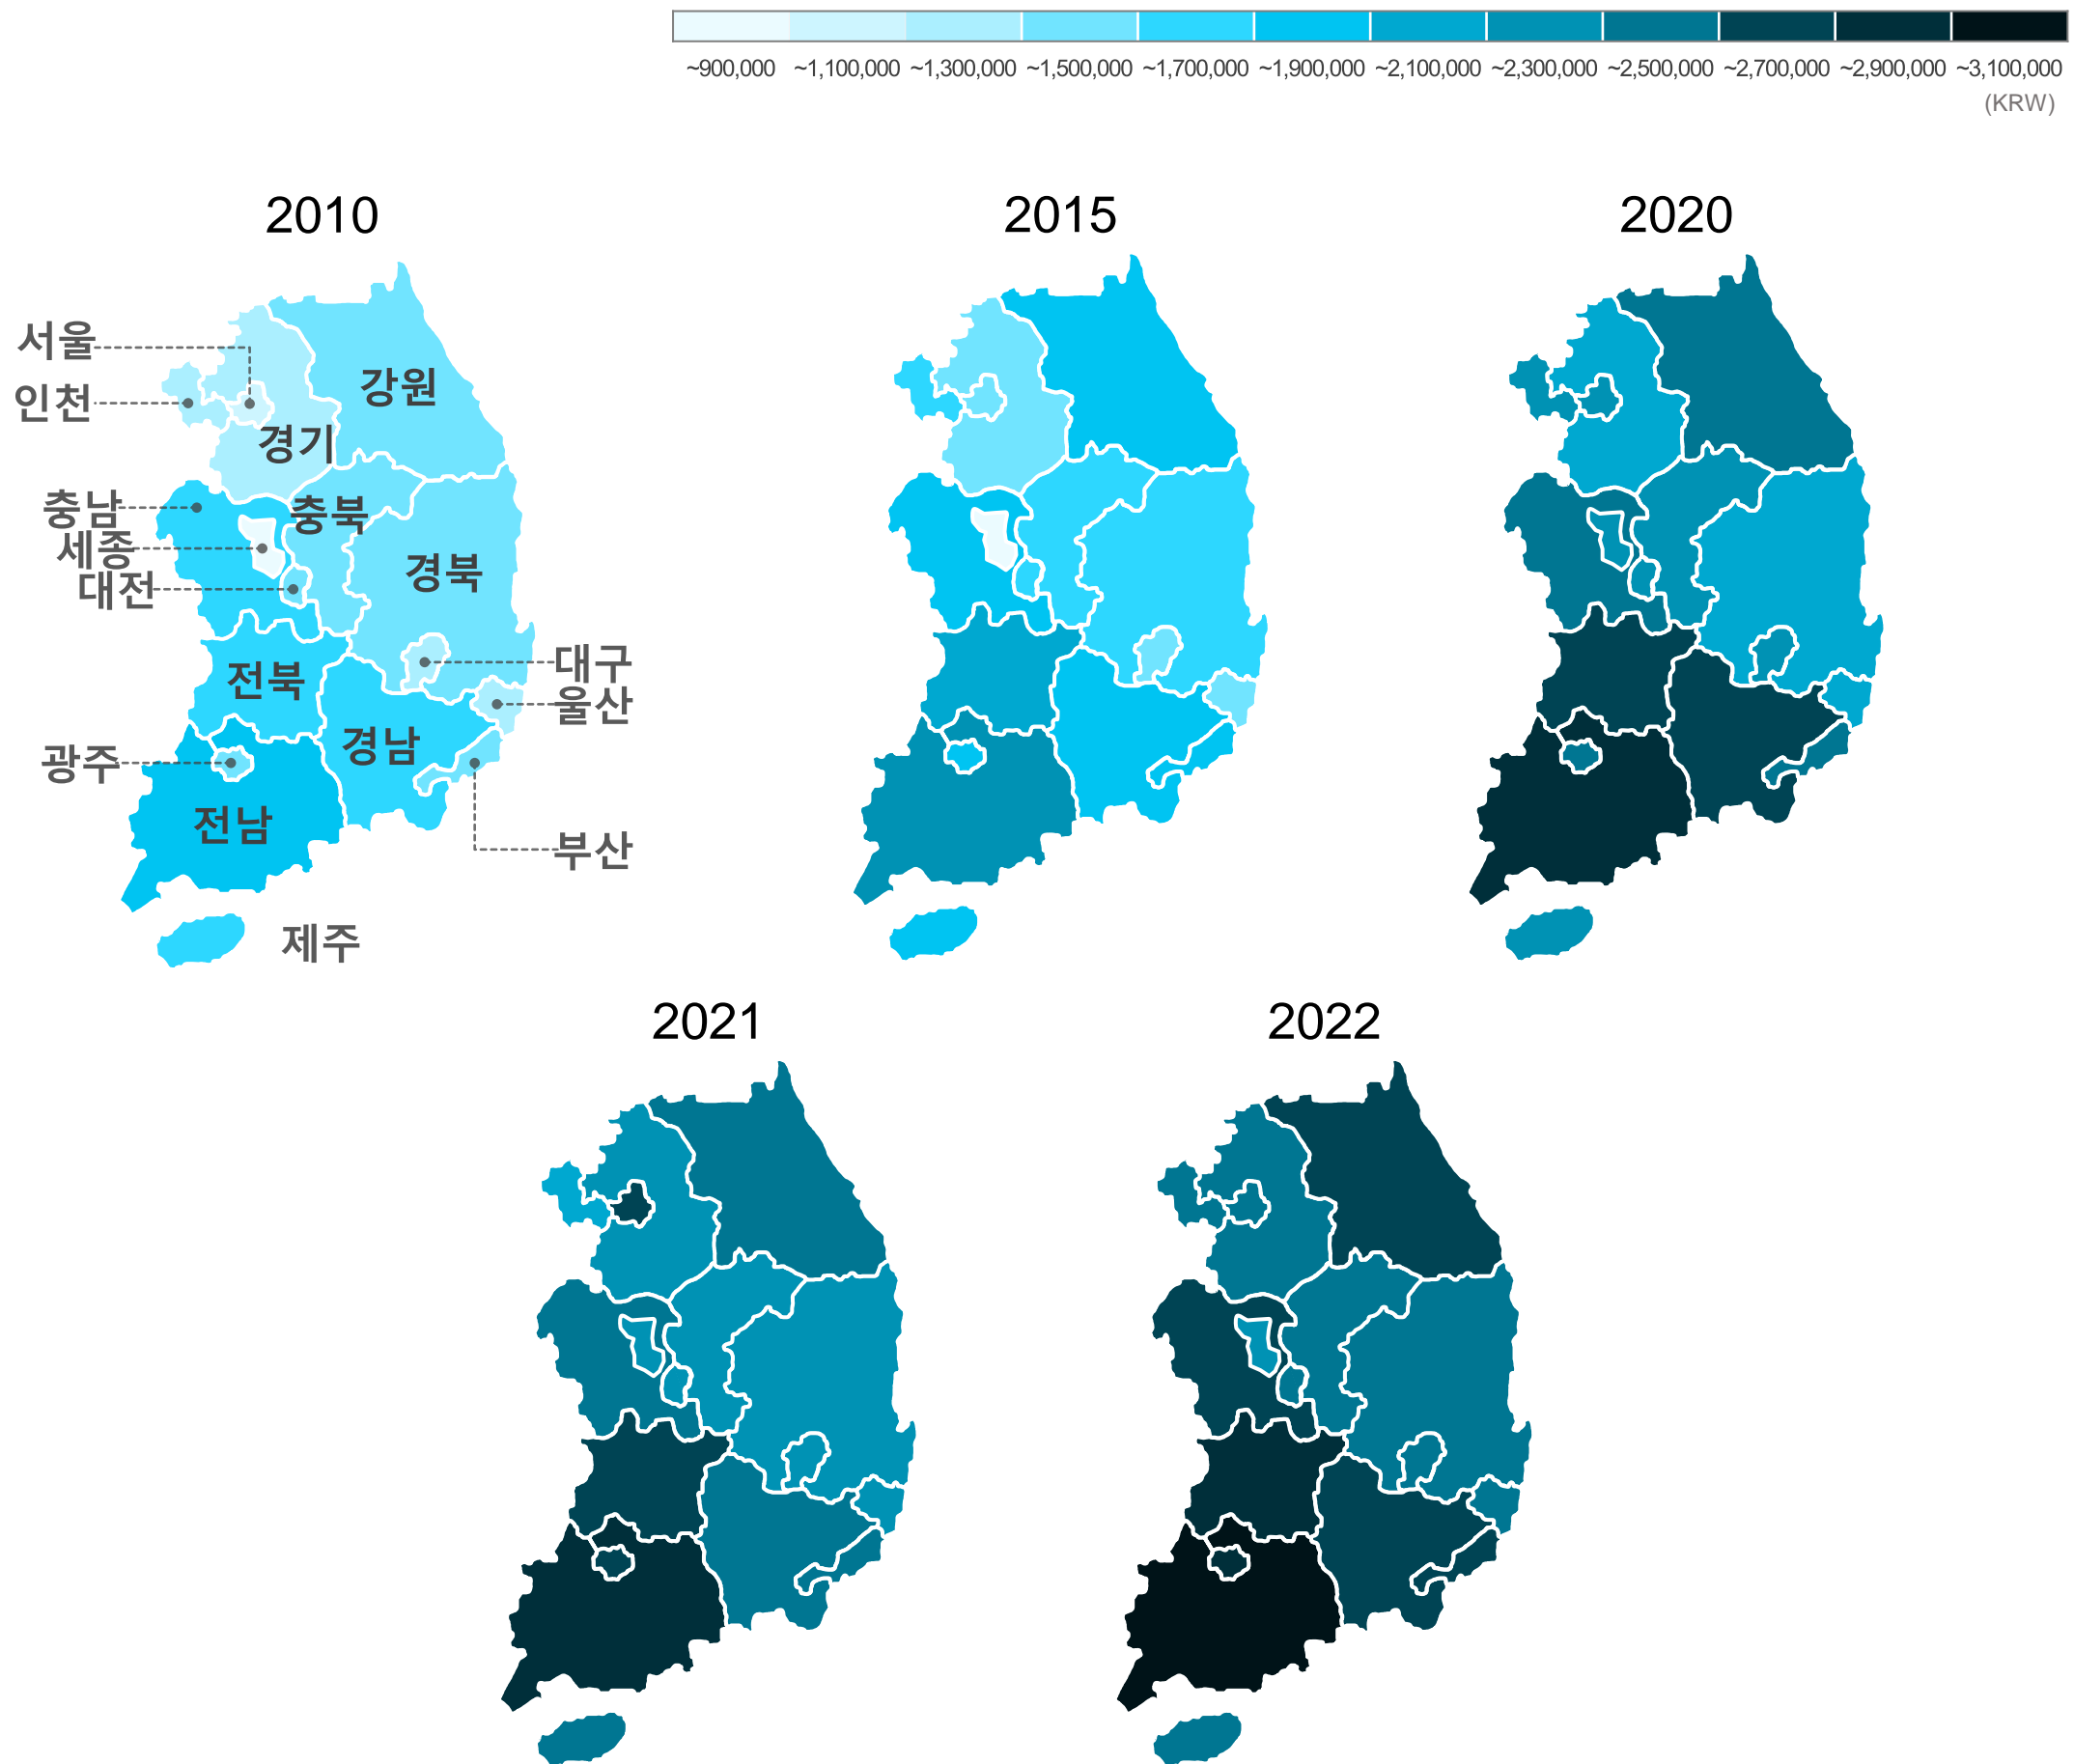 ~900,000 ~1,100,000 ~1,300,000 ~1,500,000 ~1,700,000 ~1,900,000 ~2,100,000 ~2,300,000 ~2,500,000 ~2,700,000 ~2,900,000 ~3,100,000
(KRW)
2010
2015
2020
서울
인천
강원
경기
충남
충북
세종
대전
경북
대구
울산
전북
경남
광주
전남
부산
제주
2021
2022